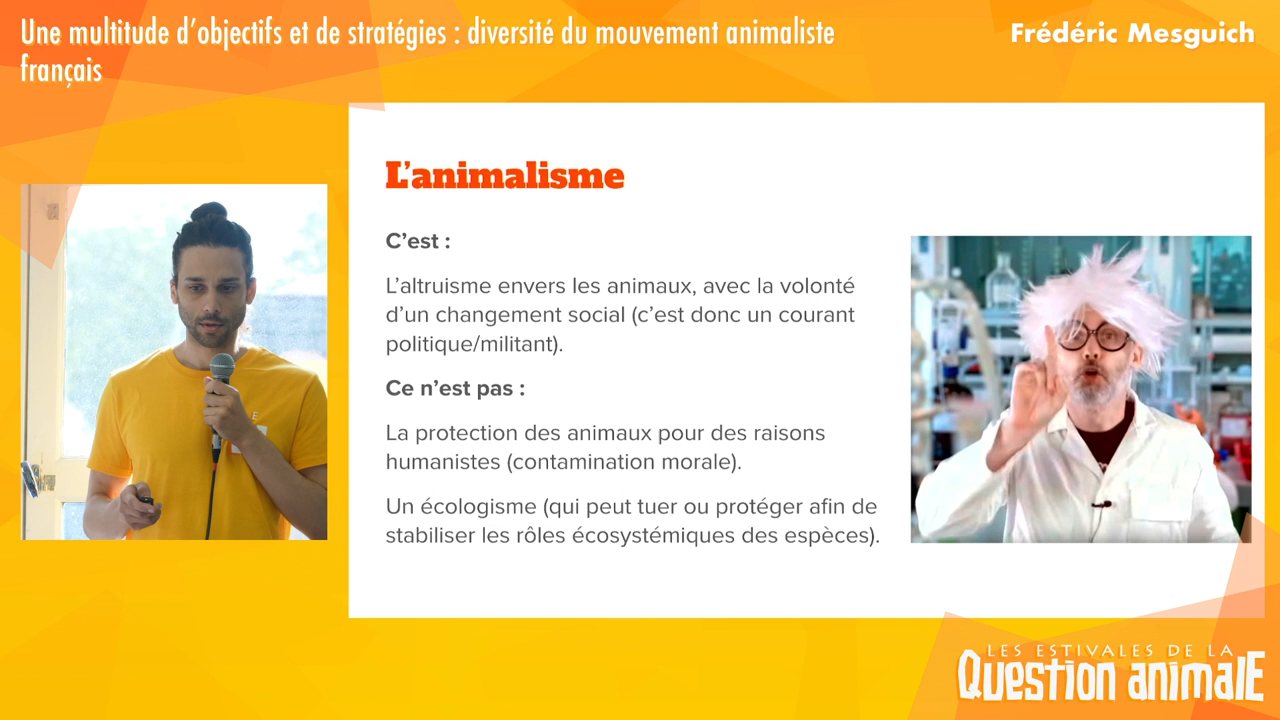 Une multitude d'objectifs et de stratégies : diversité du mouvement animaliste
français
Frédéric Mesguich
L'animalisme
C'est :
L'altruisme envers les animaux, avec la volonté
d'un changement social (c'est donc un courant
politique/militant).
Ce n'est pas :
La protection des animaux pour des raisons
humanistes (contamination morale).
Un écologisme (qui peut tuer ou protéger afin de
stabiliser les rôles écosystémiques des espèces).
LES ESTIVALES DE LA
QUESTION ANIMALE